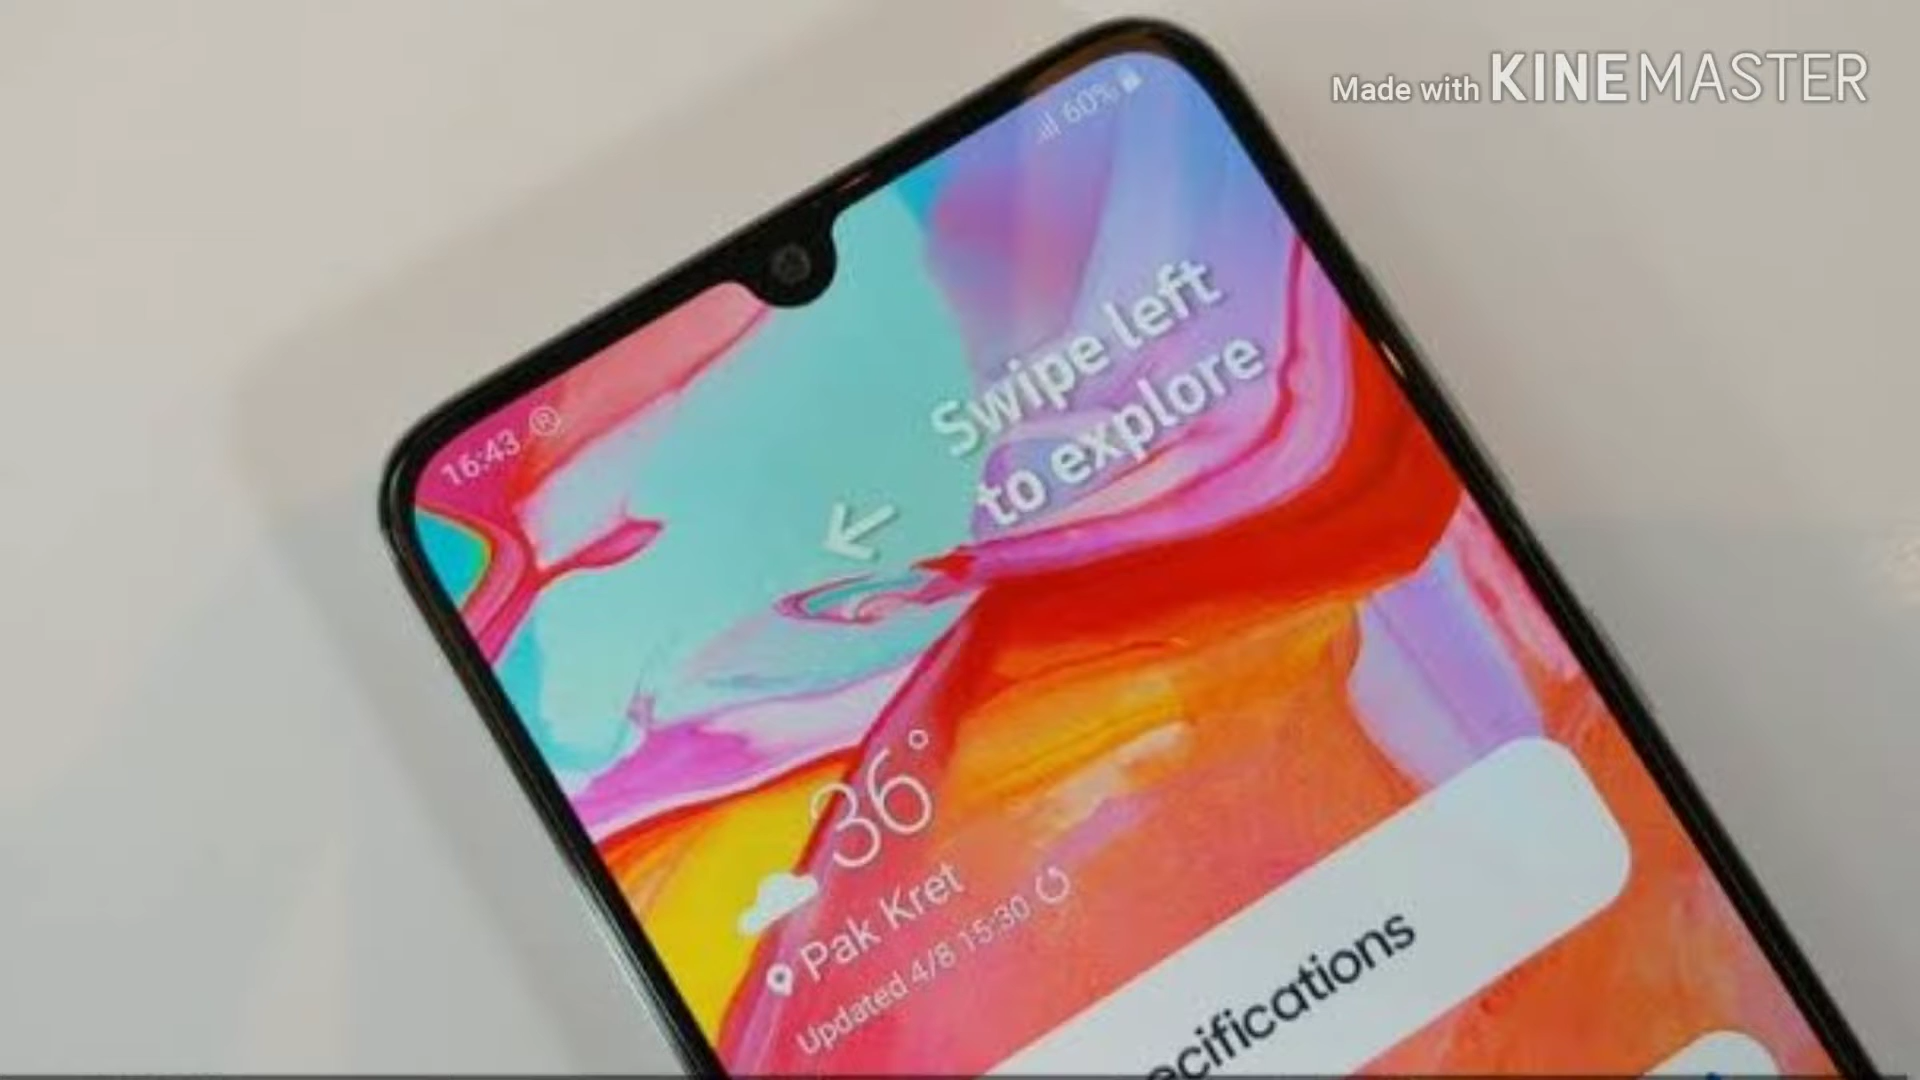 Made with KINEMASTER
60%
16:43 ®
Swipe left
to explore
36°
Pak Kret
Updated 4/8 15:30
ecifications